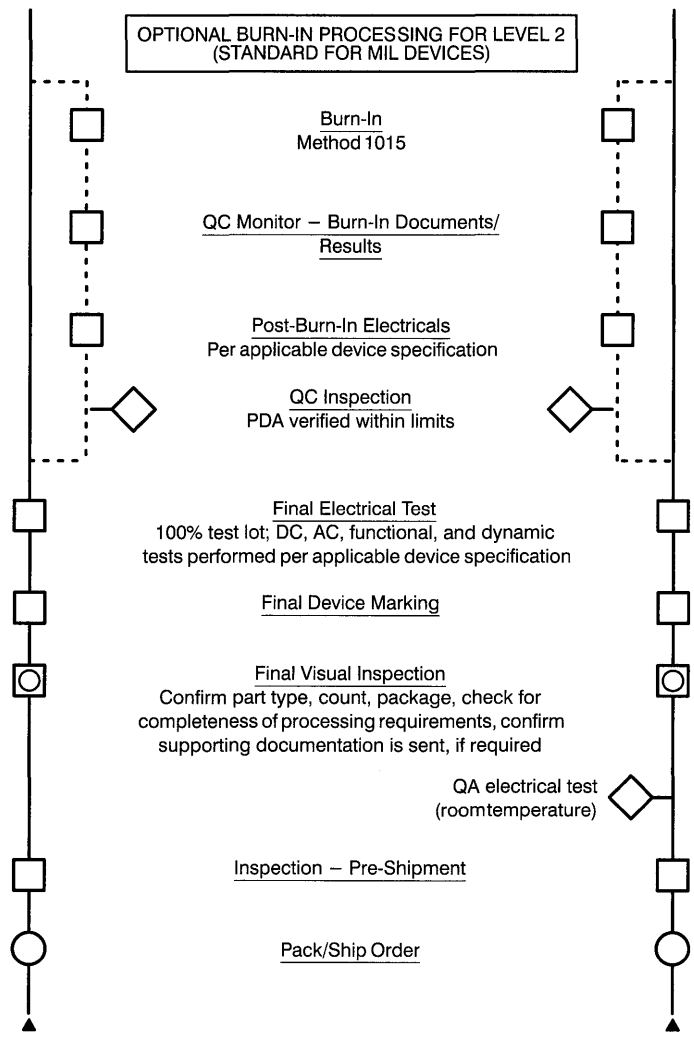 OPTIONAL BURN-IN PROCESSING FOR LEVEL 2
(STANDARD FOR MIL DEVICES)
Burn-In
Method 1015
QC Monitor – Burn-In Documents/
Results
Post-Burn-In Electricals
Per applicable device specification
QC Inspection
PDA verified within limits
Final Electrical Test
100% test lot; DC, AC, functional, and dynamic
tests performed per applicable device specification
Final Device Marking
Final Visual Inspection
Confirm part type, count, package, check for
completeness of processing requirements, confirm
supporting documentation is sent, if required
QA electrical test
(roomtemperature)
Inspection – Pre-Shipment
Pack/Ship Order